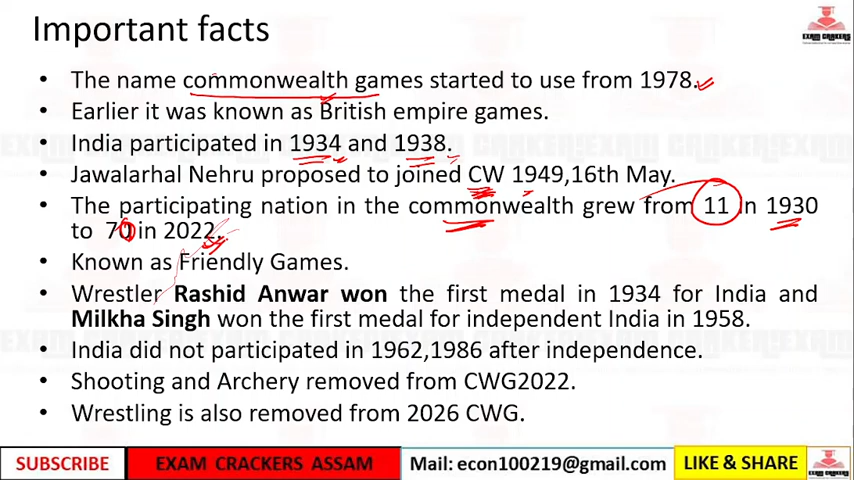 Important facts
EXAM CRAKERS
• The name commonwealth games started to use from 1978.
• Earlier it was known as British empire games.
• India participated in 1934 and 1938.
• Jawalarhal Nehru proposed to joined CW 1949,16th May.
• The participating nation in the commonwealth grew from 11 in 1930
to 70 in 2022.
• Known as Friendly Games.
• Wrestler Rashid Anwar won the first medal in 1934 for India and
Milkha Singh won the first medal for independent India in 1958.
• India did not participated in 1962,1986 after independence.
• Shooting and Archery removed from CWG2022.
• Wrestling is also removed from 2026 CWG.
SUBSCRIBE
EXAM CRACKERS ASSAM
Mail: econ100219@gmail.com
LIKE & SHARE